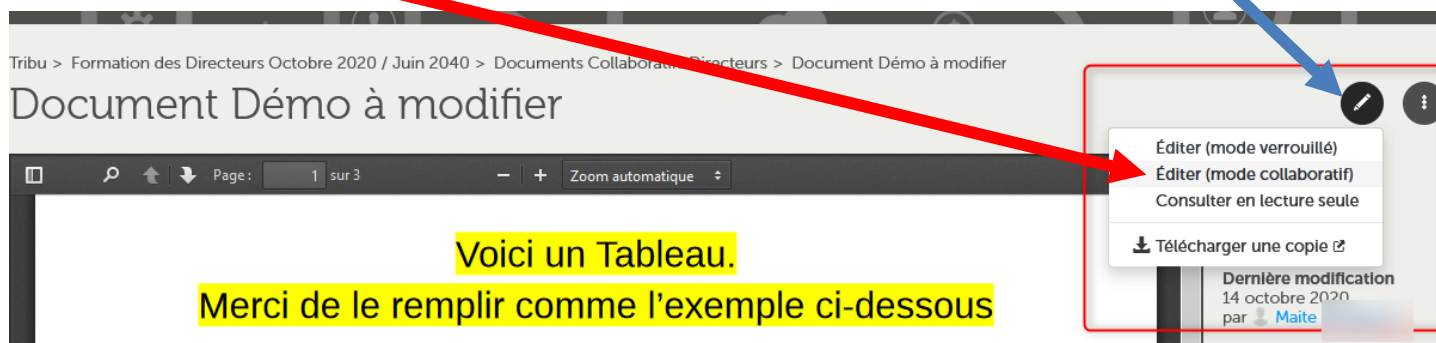 Tribu > Formation des Directeurs Octobre 2020 / Juin 2040 > Documents Collaboratifs Directeurs > Document Démo à modifier
Document Démo à modifier
Éditer (mode verrouillé)
Éditer (mode collaboratif)
Consulter en lecture seule
Télécharger une copie
Page: 1 sur 3 Zoom automatique
Voici un Tableau.
Merci de le remplir comme l'exemple ci-dessous
Dernière modification
14 octobre 2020
par Maite